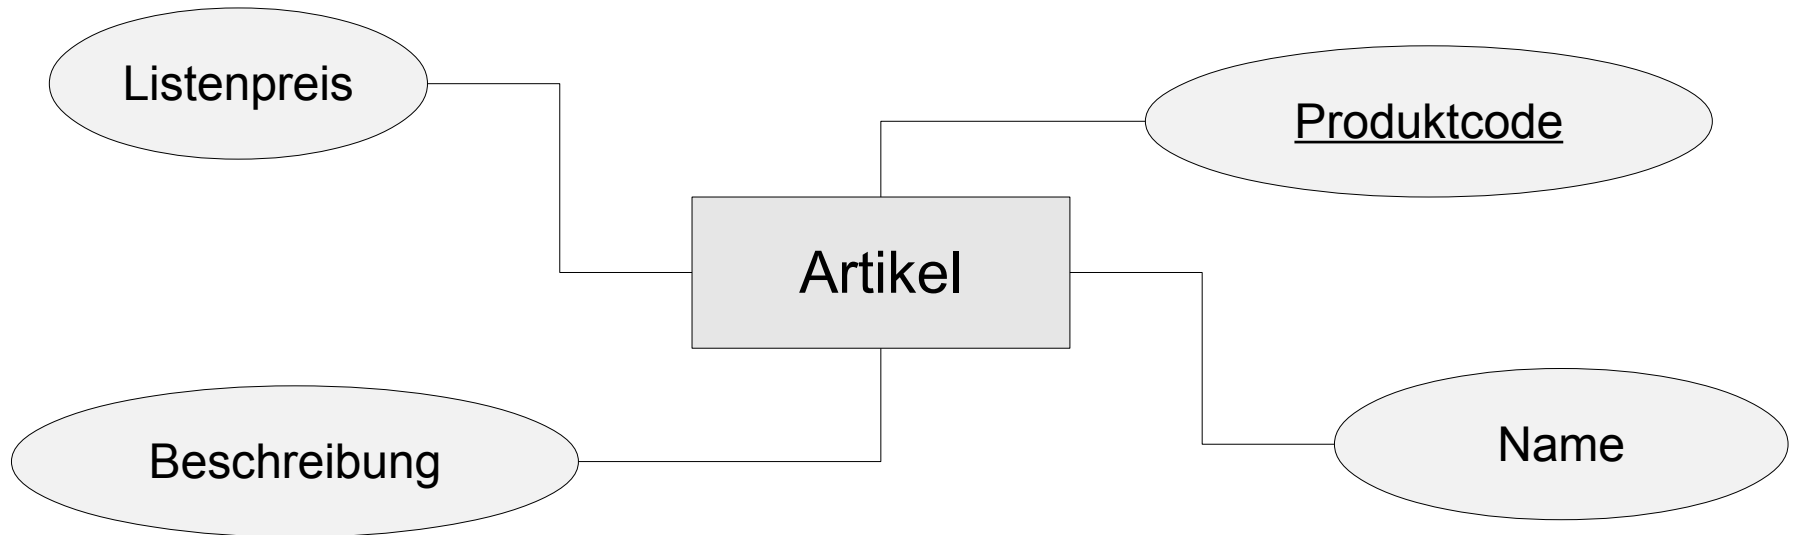 Listenpreis
Produktcode
Artikel
Beschreibung
Name